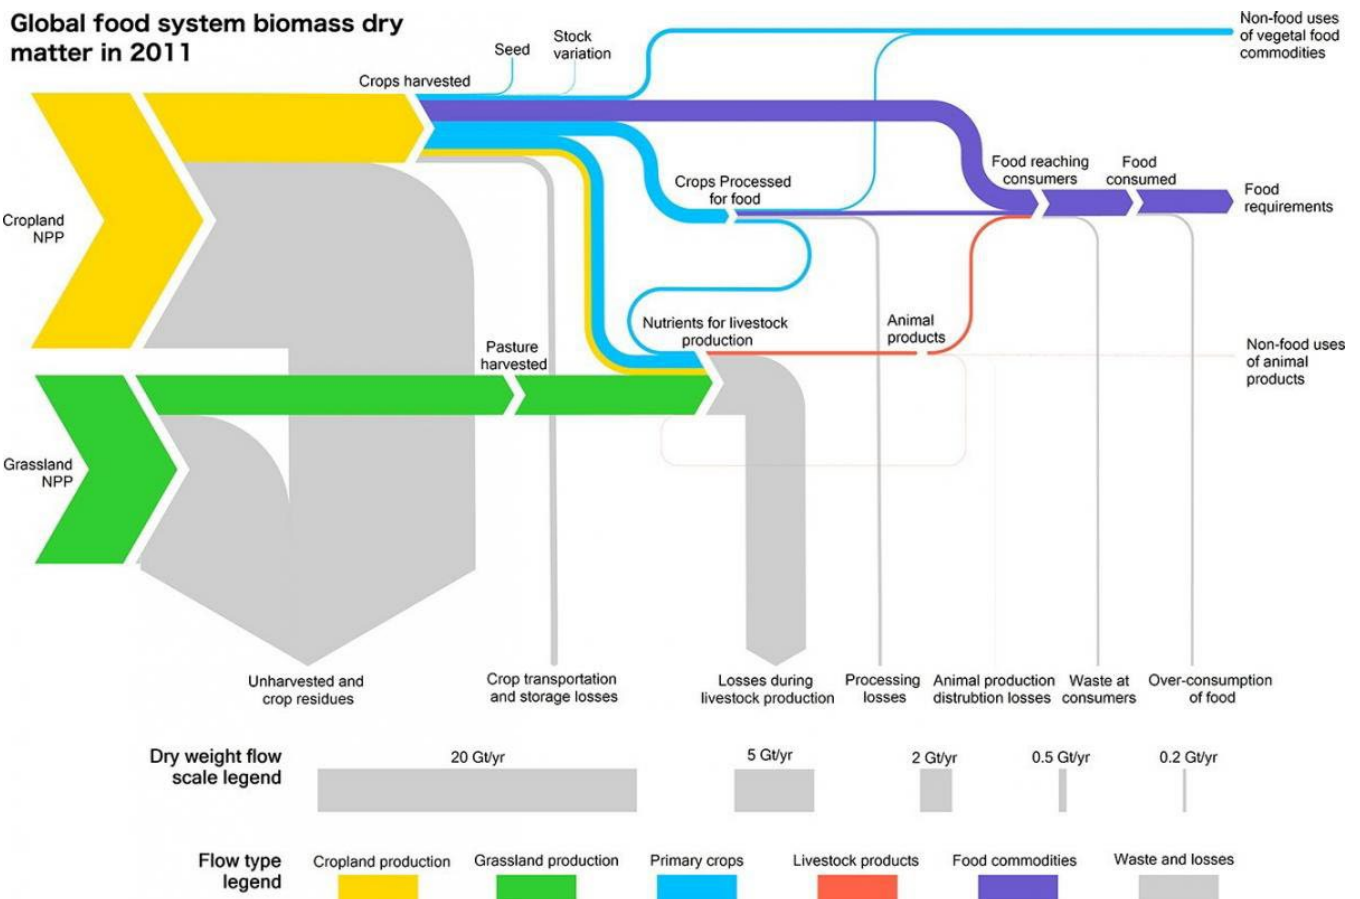 Global food system biomass dry
matter in 2011
Seed
Stock
variation
Non-food uses
of vegetal food
commodities
Crops harvested
Crops Processed
for food
Food reaching
consumers
Food
consumed
Food
requirements
Cropland
NPP
Nutrients for livestock
production
Animal
products
Non-food uses
of animal
products
Pasture
harvested
Grassland
NPP
Unharvested and
crop residues
Crop transportation
and storage losses
Losses during
livestock production
Processing
losses
Animal production
distrubtion losses
Waste at
consumers
Over-consumption
of food
Dry weight flow
scale legend
20 Gt/yr
5 Gt/yr
2 Gt/yr
0.5 Gt/yr
0.2 Gt/yr
Flow type
legend
Cropland production
Grassland production
Primary crops
Livestock products
Food commodities
Waste and losses